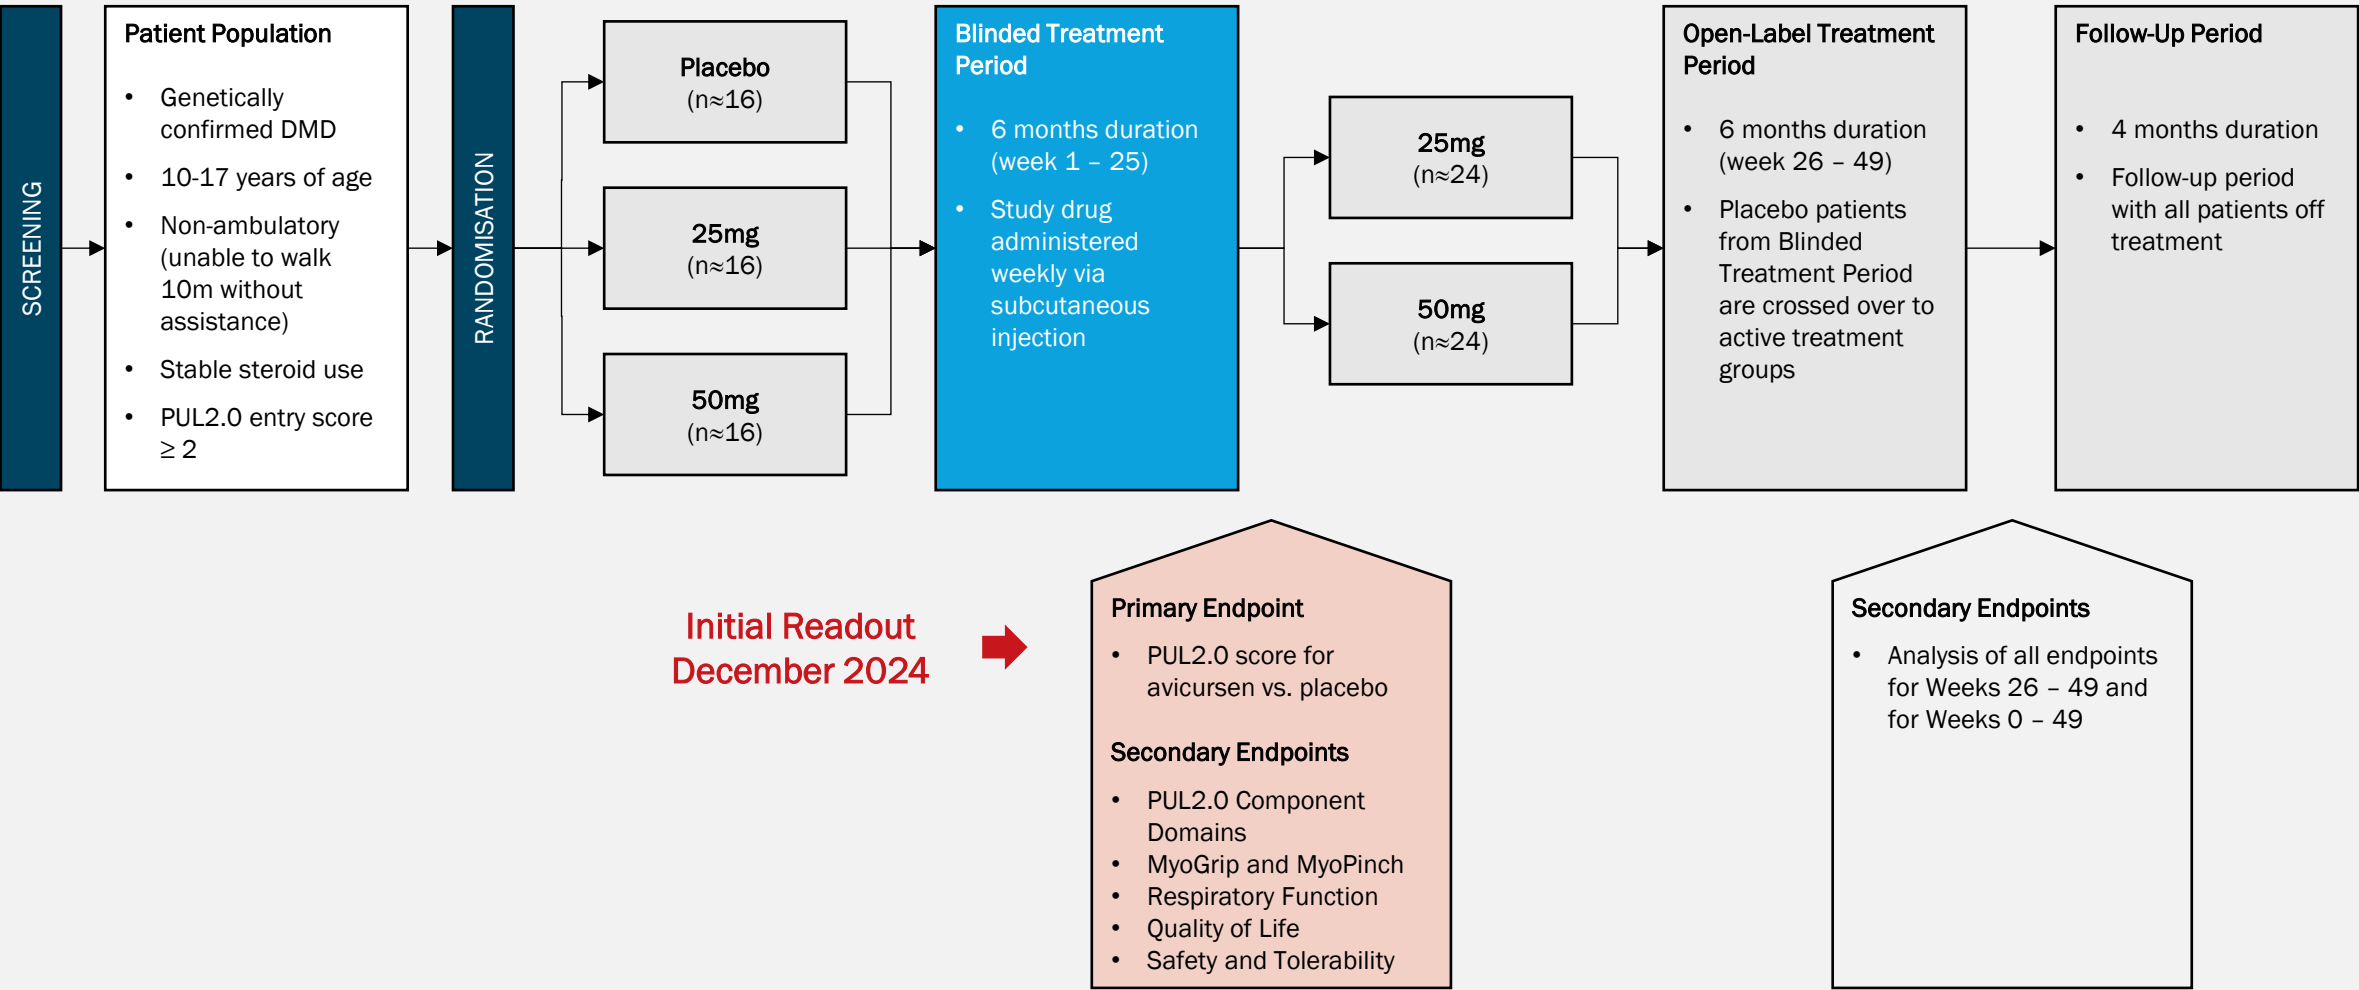 SCREENING
Patient Population
• Genetically
confirmed DMD
• 10-17 years of age
• Non-ambulatory
(unable to walk
10m without
assistance)
• Stable steroid use
• PUL2.0 entry score
≥ 2
RANDOMISATION
Placebo
(n≈16)
25mg
(n≈16)
50mg
(n≈16)
Blinded Treatment
Period
• 6 months duration
(week 1 – 25)
• Study drug
administered
weekly via
subcutaneous
injection
25mg
(n≈24)
50mg
(n≈24)
Open-Label Treatment
Period
• 6 months duration
(week 26 – 49)
• Placebo patients
from Blinded
Treatment Period
are crossed over to
active treatment
groups
Follow-Up Period
• 4 months duration
• Follow-up period
with all patients off
treatment
Initial Readout
December 2024
Primary Endpoint
• PUL2.0 score for
avicursen vs. placebo
Secondary Endpoints
• PUL2.0 Component
Domains
• MyoGrip and MyoPinch
• Respiratory Function
• Quality of Life
• Safety and Tolerability
Secondary Endpoints
• Analysis of all endpoints
for Weeks 26 – 49 and
for Weeks 0 – 49